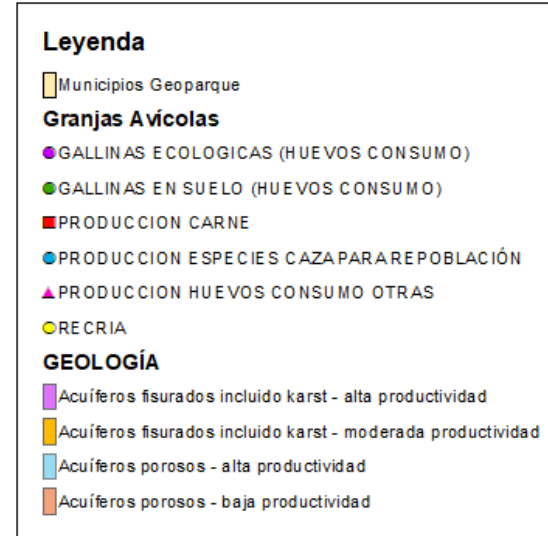 Leyenda
Municipios Geoparque
Granjas Avícolas
GALLINAS ECOLOGICAS (HUEVOS CONSUMO)
GALLINAS EN SUELO (HUEVOS CONSUMO)
PRODUCCION CARNE
PRODUCCION ESPECIES CAZA PARA REPOBLACIÓN
PRODUCCION HUEVOS CONSUMO OTRAS
RECRIA
GEOLOGÍA
Acuíferos fisurados incluido karst - alta productividad
Acuíferos fisurados incluido karst - moderada productividad
Acuíferos porosos - alta productividad
Acuíferos porosos - baja productividad